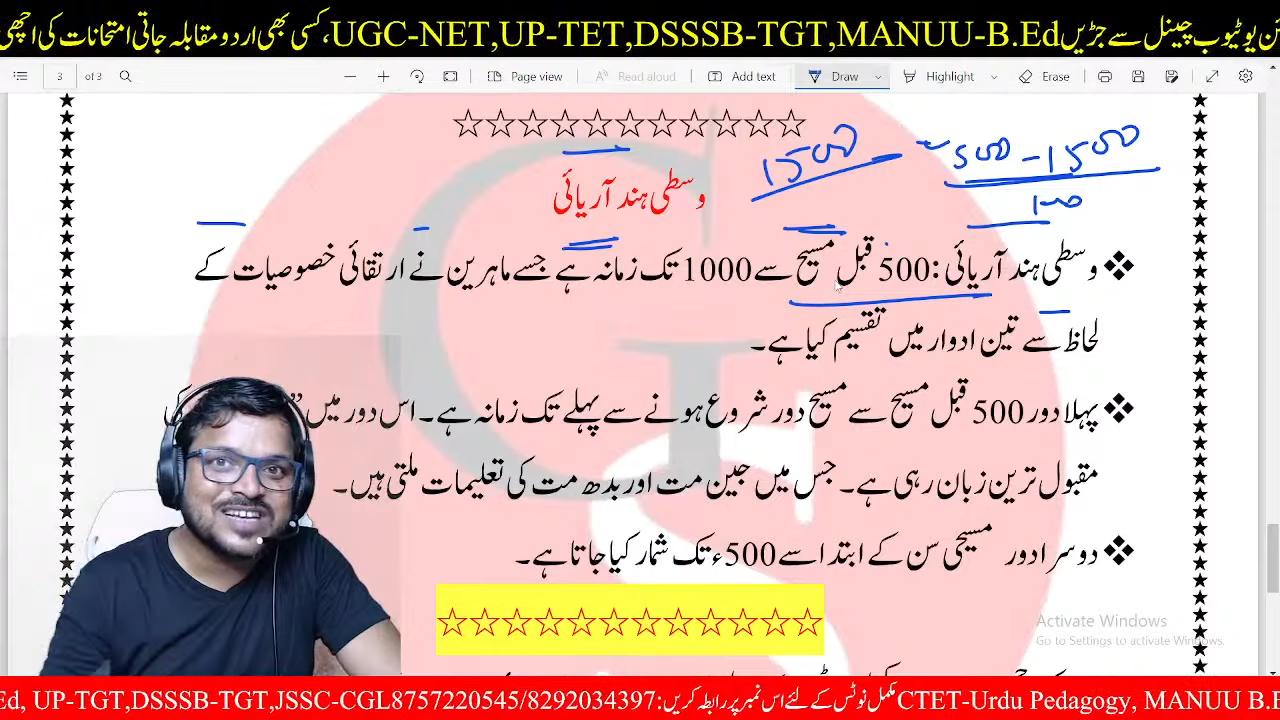 ن یوٹیوب چینل سے جڑیں UGC-NET,UP-TET,DSSSB-TGT,MANUU-B.Ed، کسی بھی اردو مقابلہ جاتی امتحانات کی اچھی
3 of 3 Page view Read aloud Add text Draw Highlight Erase
1500 500-1500
100
وسطی ہند آریائی
وسطی ہند آریائی: 500 قبل مسیح سے 1000 تک زمانہ ہے جسے ماہرین نے ارتقائی خصوصیات کے
لحاظ سے تین ادوار میں تقسیم کیا ہے۔
پہلا دور 500 قبل مسیح سے مسیح دور شروع ہونے سے پہلے تک زمانہ ہے۔ اس دور میں ”
مقبول ترین زبان رہی ہے۔ جس میں جین مت اور بدھ مت کی تعلیمات ملتی ہیں۔
دوسرا دور مسیحی سن کے ابتدا سے 500ء تک شمار کیا جاتا ہے۔
Activate Windows
Go to Settings to activate Windows.
Ed, UP-TGT,DSSSB-TGT,JSSC-CGL مکمل نوٹس کے لئے اس نمبر پر رابطہ کریں: 8757220545/8292034397 CTET-Urdu Pedagogy, MANUU B.E